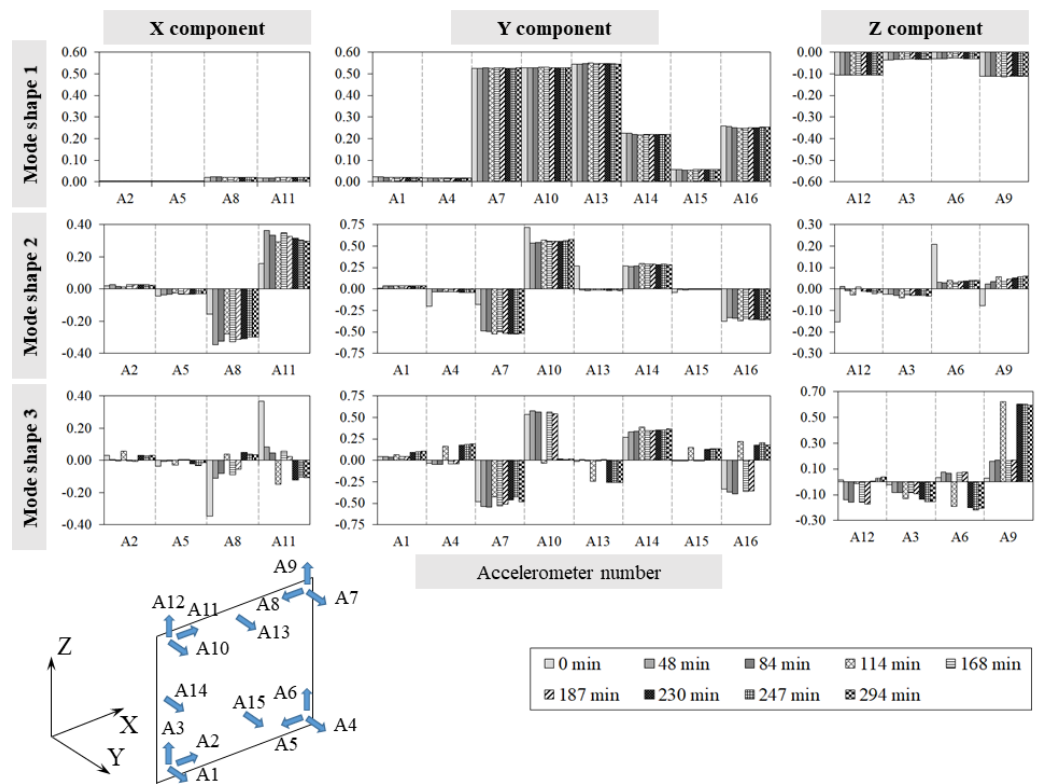 X component
Y component
Z component
Mode shape 1
0.60
0.50
0.40
0.30
0.20
0.10
0.00
A2 A5 A8 A11
0.60
0.50
0.40
0.30
0.20
0.10
0.00
A1 A4 A7 A10 A13 A14 A15 A16
0.00
-0.10
-0.20
-0.30
-0.40
-0.50
-0.60
A12 A3 A6 A9
Mode shape 2
0.40
0.20
0.00
-0.20
-0.40
A2 A5 A8 A11
0.75
0.50
0.25
0.00
-0.25
-0.50
-0.75
A1 A4 A7 A10 A13 A14 A15 A16
0.30
0.20
0.10
0.00
-0.10
-0.20
-0.30
A12 A3 A6 A9
Mode shape 3
0.40
0.20
0.00
-0.20
-0.40
A2 A5 A8 A11
0.75
0.50
0.25
0.00
-0.25
-0.50
-0.75
A1 A4 A7 A10 A13 A14 A15 A16
0.70
0.50
0.30
0.10
-0.10
-0.30
A12 A3 A6 A9
Accelerometer number
A9
A12
A11
A8
A7
A13
A10
Z
A14
A15
A6
X
A3
A2
A5
A4
Y
A1
0 min 48 min 84 min 114 min 168 min
187 min 230 min 247 min 294 min